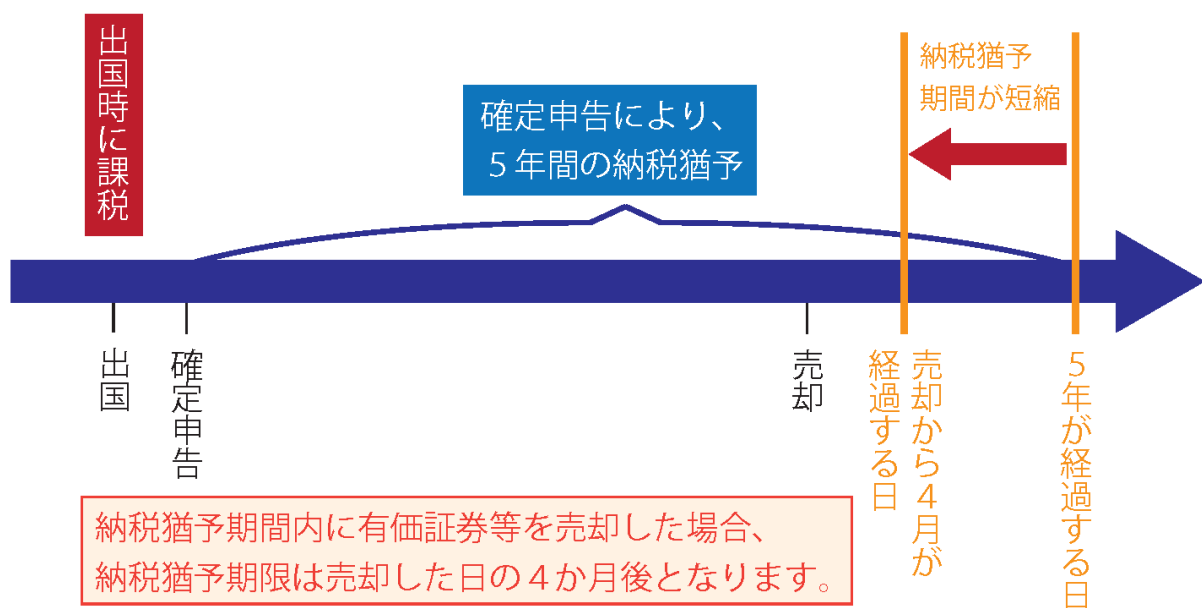 出国時に課税
確定申告により、
５年間の納税猶予
納税猶予
期間が短縮
出国
確定申告
売却
売却から４月が
経過する日
５年が経過する日
納税猶予期間内に有価証券等を売却した場合、
納税猶予期限は売却した日の４か月後となります。